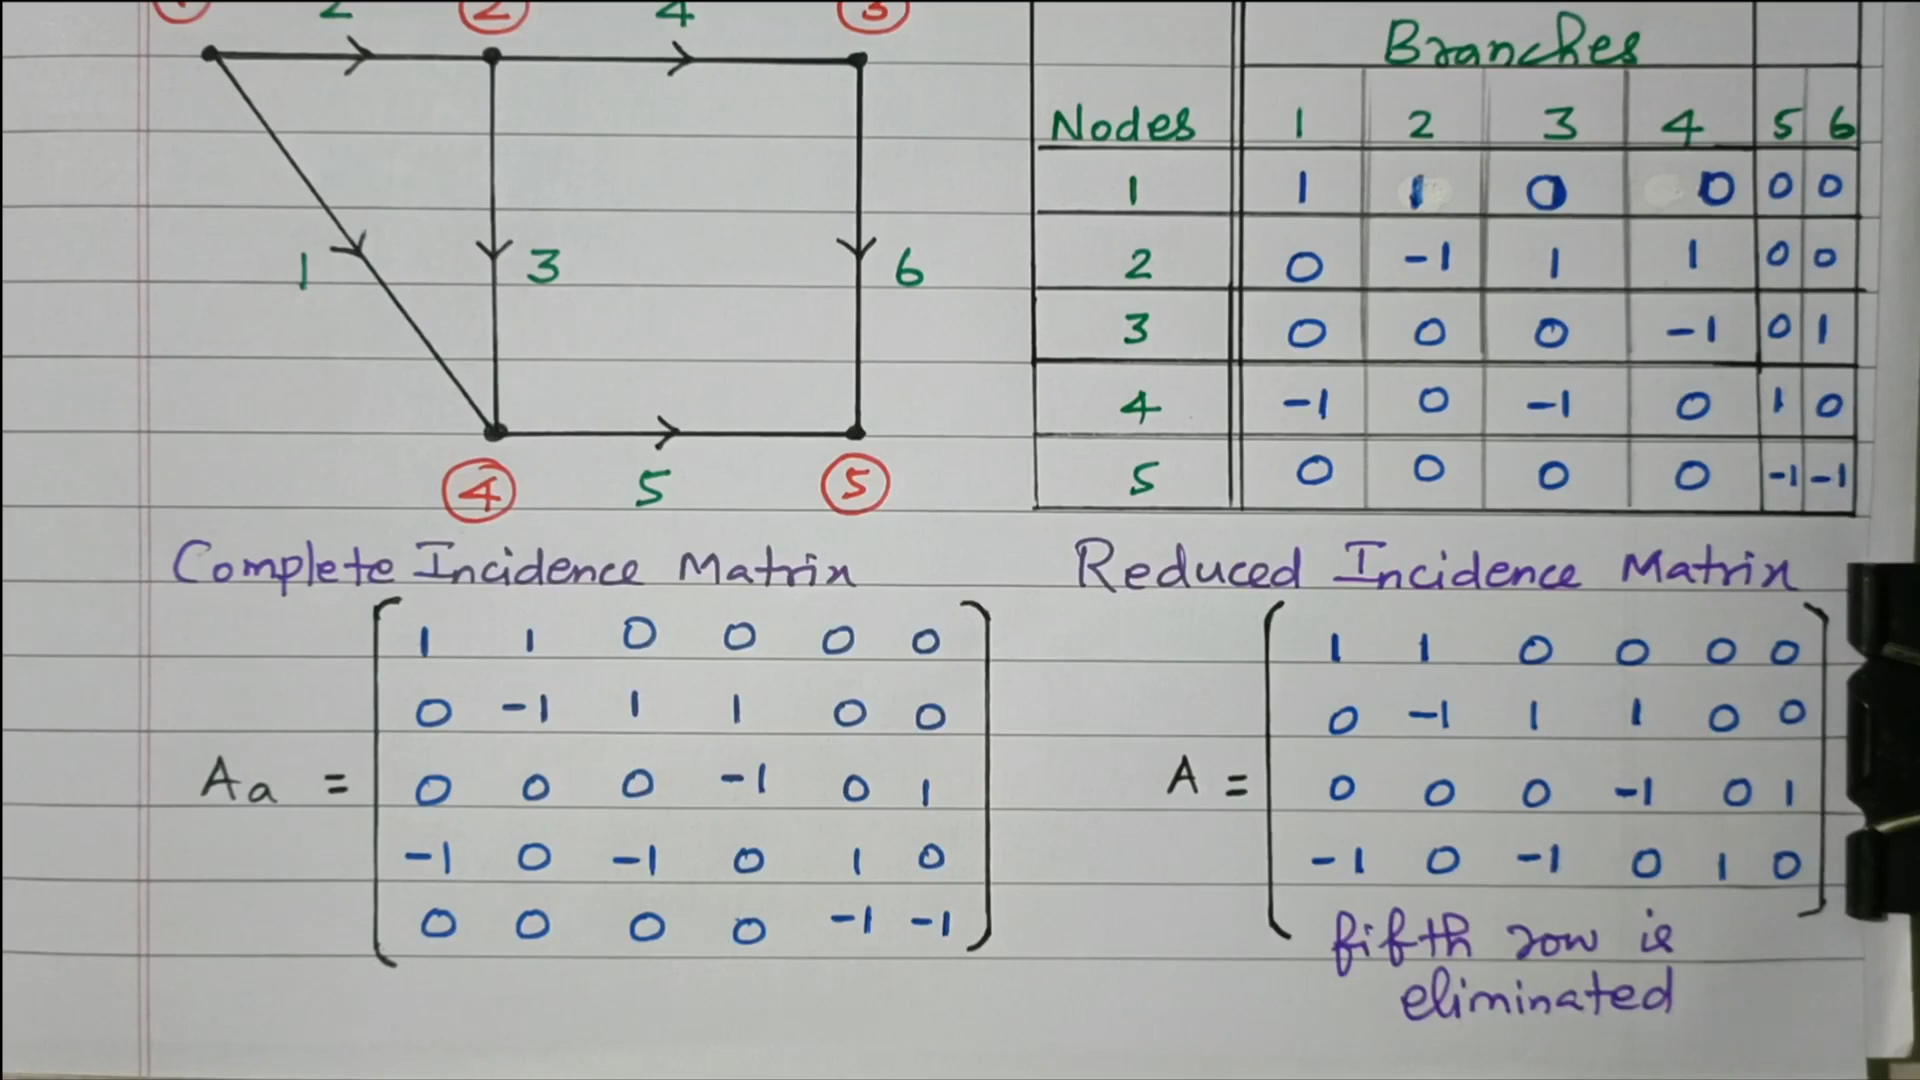 1 2 2 4 3
1 3 6
4 5 5
Branches
Nodes 1 2 3 4 5 6
1 1 1 0 0 0 0
2 0 -1 1 1 0 0
3 0 0 0 -1 0 1
4 -1 0 -1 0 1 0
5 0 0 0 0 -1 -1
Complete Incidence Matrix
Aa =
1 1 0 0 0 0
0 -1 1 1 0 0
0 0 0 -1 0 1
-1 0 -1 0 1 0
0 0 0 0 -1 -1
Reduced Incidence Matrix
A =
1 1 0 0 0 0
0 -1 1 1 0 0
0 0 0 -1 0 1
-1 0 -1 0 1 0
fifth row is
eliminated